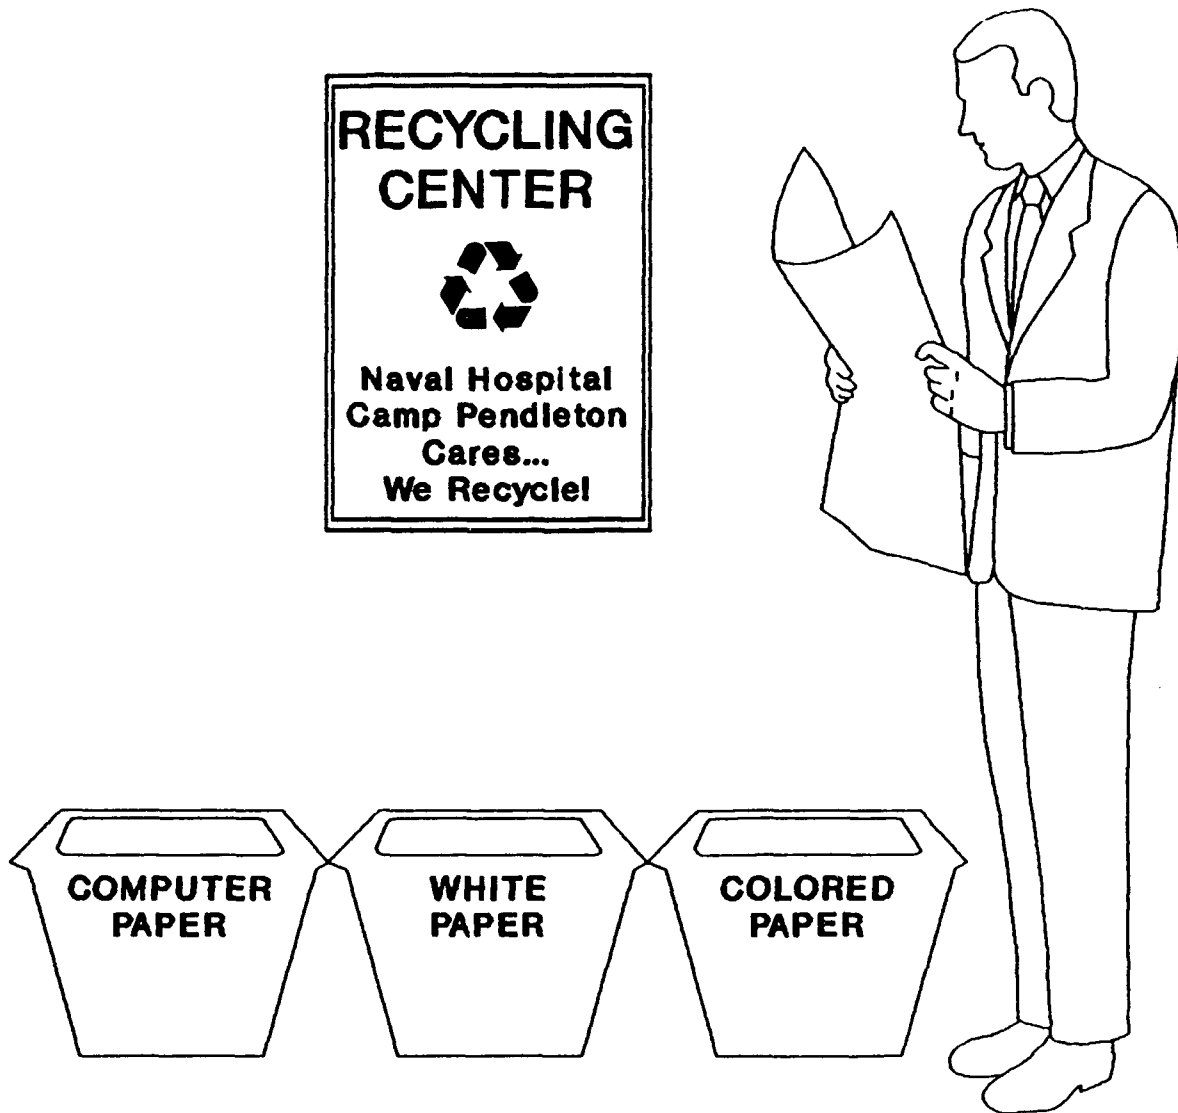 RECYCLING
CENTER
Naval Hospital
Camp Pendleton
Cares...
We Recycle!
COMPUTER
PAPER
WHITE
PAPER
COLORED
PAPER